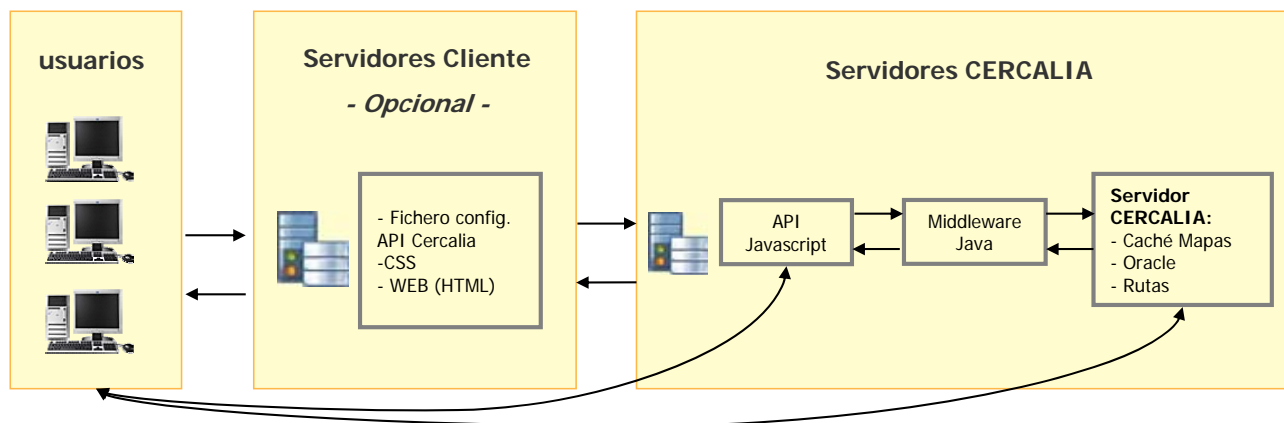 usuarios
Servidores Cliente
- Opcional -
- Fichero config.
API Cercalia
-CSS
- WEB (HTML)
Servidores CERCALIA
API
Javascript
Middleware
Java
Servidor
CERCALIA:
- Caché Mapas
- Oracle
- Rutas